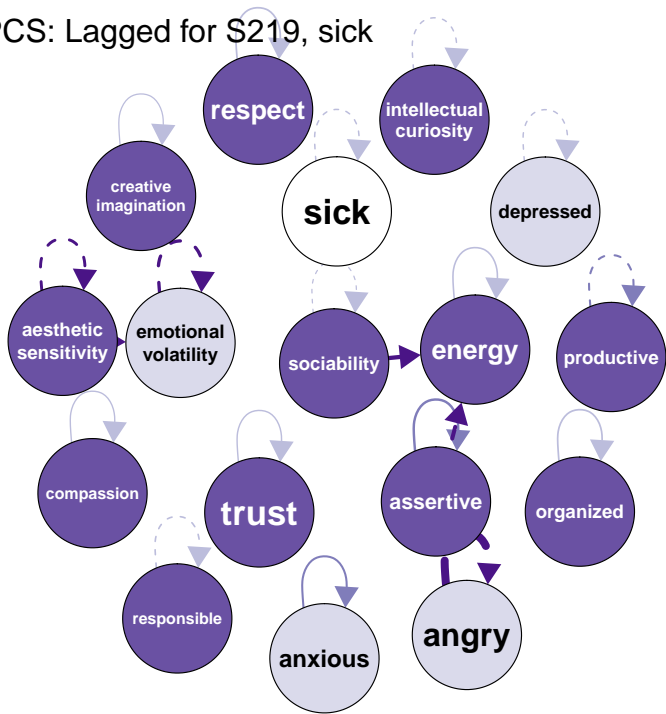 PCS: Lagged for S219, sick
respect
intellectual
curiosity
creative
imagination
sick
depressed
aesthetic
sensitivity
emotional
volatility
sociability
energy
productive
compassion
trust
assertive
organized
responsible
anxious
angry